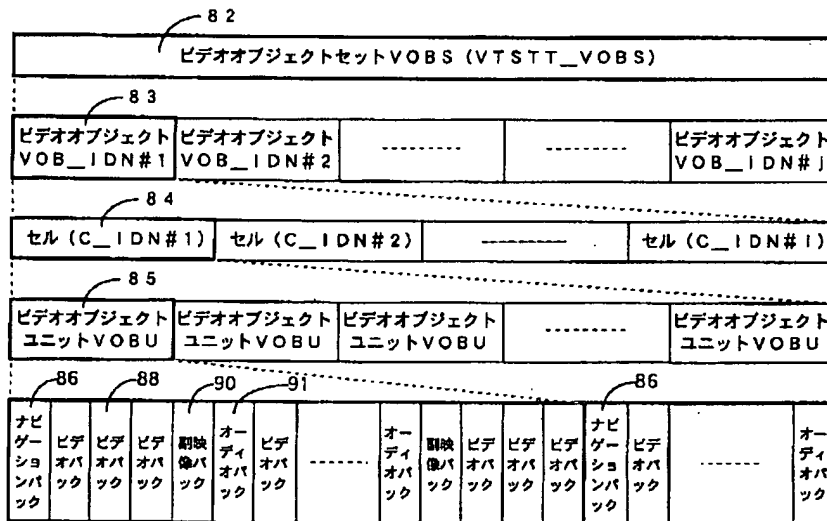 82
ビデオオブジェクトセットVOBS (VTSTT__VOBS)
83
ビデオオブジェクト
VOB__IDN#1
ビデオオブジェクト
VOB__IDN#2
ビデオオブジェクト
VOB__IDN#j
84
セル (C__IDN#1)
セル (C__IDN#2)
セル (C__IDN#l)
85
ビデオオブジェクト
ユニットVOBU
ビデオオブジェクト
ユニットVOBU
ビデオオブジェクト
ユニットVOBU
ビデオオブジェクト
ユニットVOBU
86
88
90
91
86
ナビゲーションパック
ビデオパック
ビデオパック
ビデオパック
副映像パック
オーディオパック
ビデオパック
オーディオパック
副映像パック
ビデオパック
ビデオパック
ビデオパック
ナビゲーションパック
ビデオパック
オーディオパック